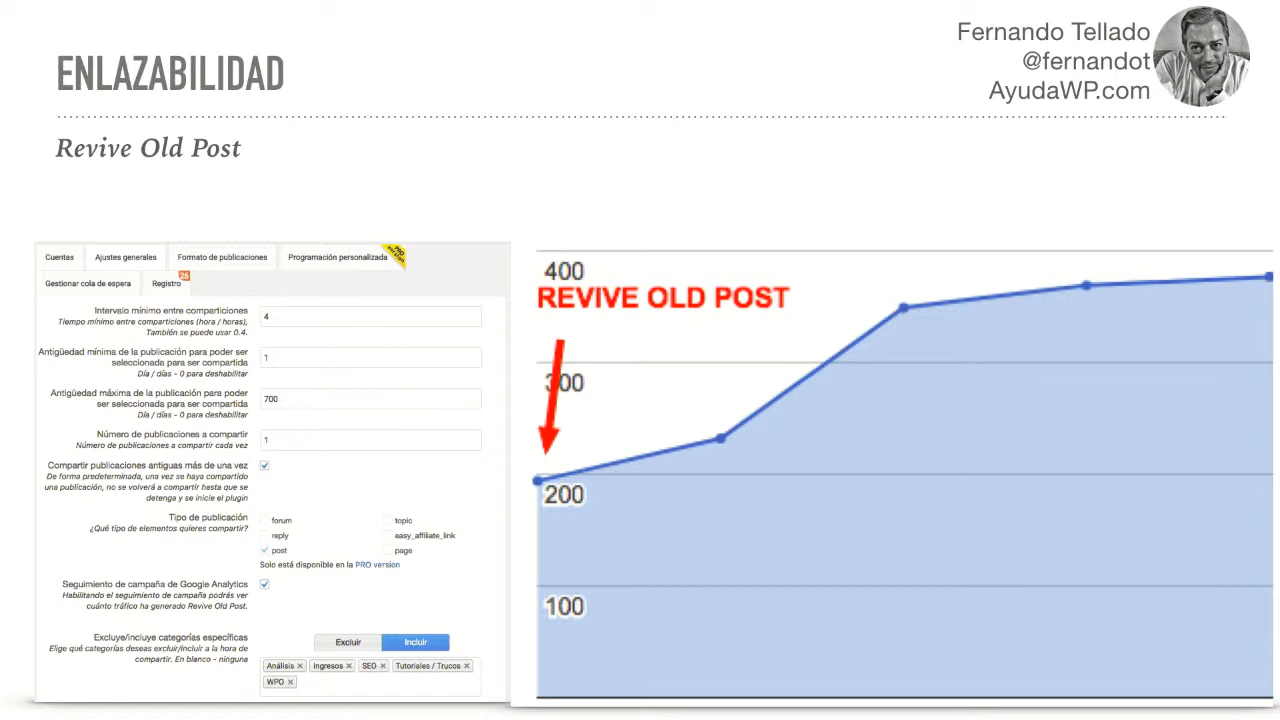 ENLAZABILIDAD
Fernando Tellado
@fernandot
AyudaWP.com
Revive Old Post
Cuentas
Ajustes generales
Formato de publicaciones
Programación personalizada
PRO version
Gestionar cola de espera
Registro
26
Intervalo mínimo entre comparticiones
Tiempo mínimo entre comparticiones (hora / horas),
También se puede usar 0.4.
4
Antigüedad mínima de la publicación para poder ser
seleccionada para ser compartida
Día / días - 0 para deshabilitar
1
Antigüedad máxima de la publicación para poder
ser seleccionada para ser compartida
Día / días - 0 para deshabilitar
700
Número de publicaciones a compartir
Número de publicaciones a compartir cada vez
1
Compartir publicaciones antiguas más de una vez
De forma predeterminada, una vez se haya compartido
una publicación, no se volverá a compartir hasta que se
detenga y se inicie el plugin
Tipo de publicación
¿Qué tipo de elementos quieres compartir?
forum
topic
reply
easy_affiliate_link
post
page
Solo está disponible en la PRO version
Seguimiento de campaña de Google Analytics
Habilitando el seguimiento de campaña podrás ver
cuánto tráfico ha generado Revive Old Post.
Excluye/incluye categorías específicas
Elige qué categorías deseas excluir/incluir a la hora de
compartir. En blanco - ninguna
Excluir
Incluir
Análisis ×
Ingresos ×
SEO ×
Tutoriales / Trucos ×
WPO ×
400
REVIVE OLD POST
300
200
100